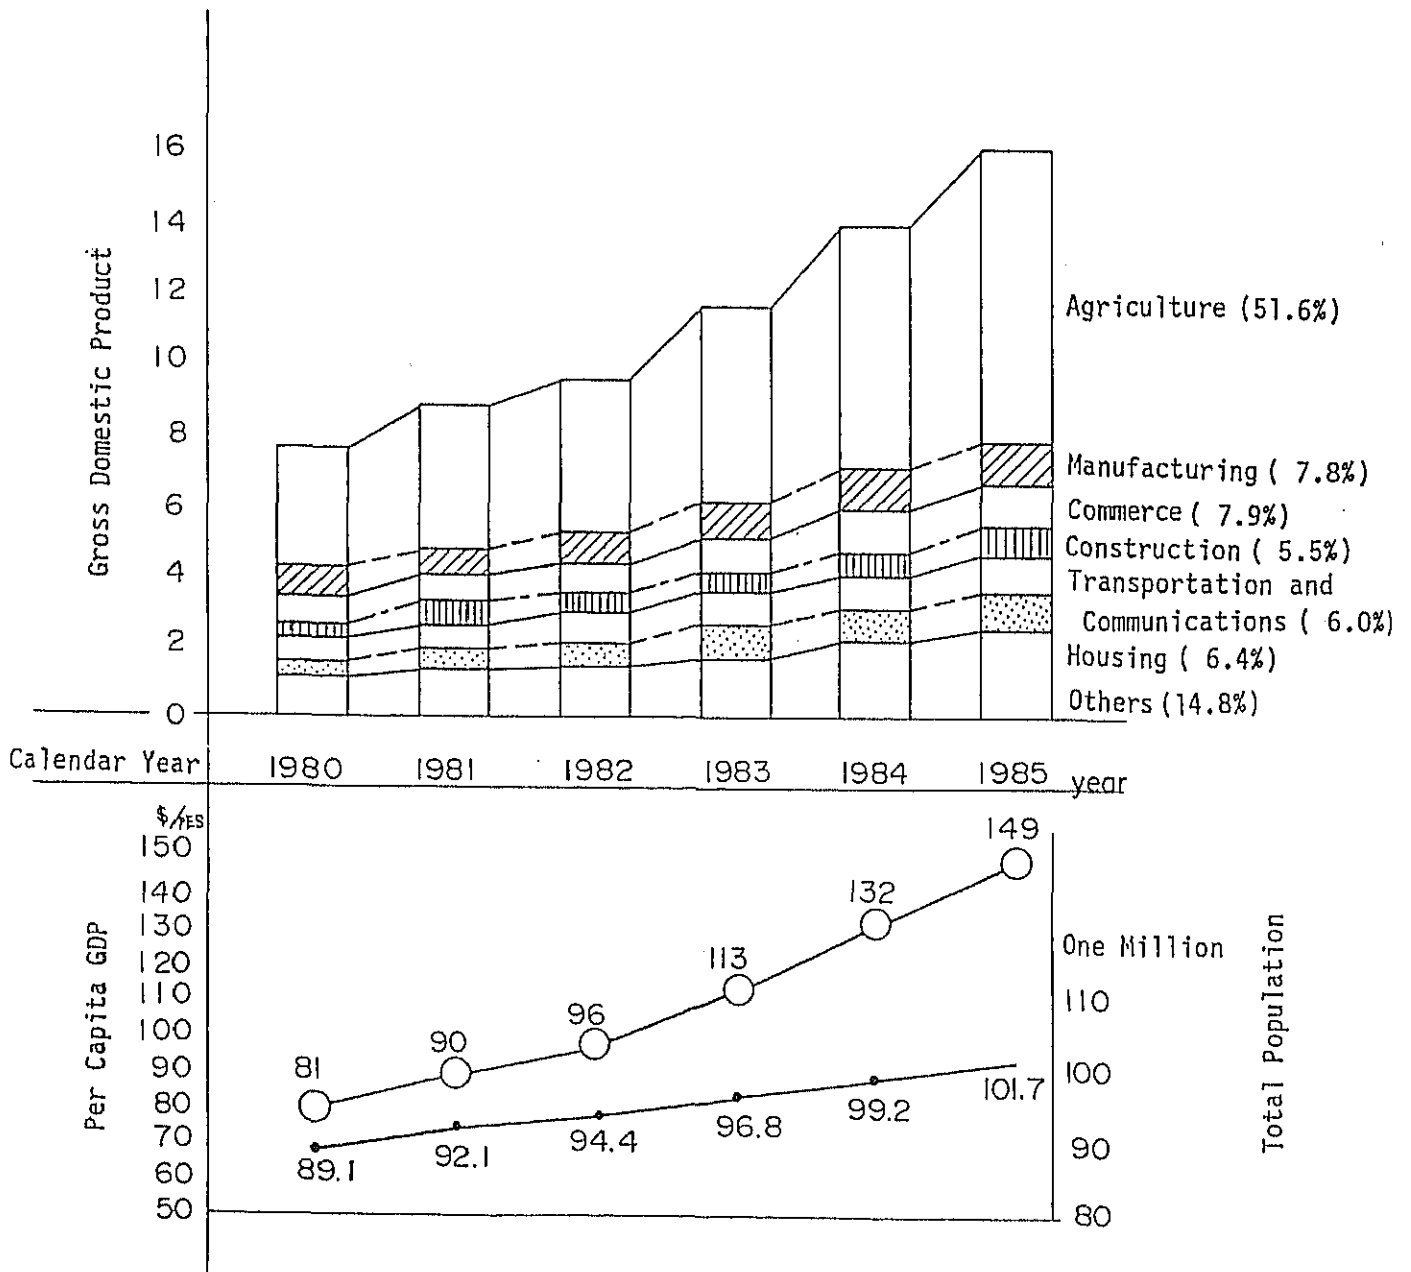 Gross Domestic Product
16
14
12
10
8
6
4
2
0
Agriculture (51.6%)
Manufacturing ( 7.8%)
Commerce ( 7.9%)
Construction ( 5.5%)
Transportation and
Communications ( 6.0%)
Housing ( 6.4%)
Others (14.8%)
Calendar Year 1980 1981 1982 1983 1984 1985 year
Per Capita GDP
150
140
130
120
110
100
90
80
70
60
50
81 90 96 113 132 149
89.1 92.1 94.4 96.8 99.2 101.7
One Million
110
100
90
80
Total Population